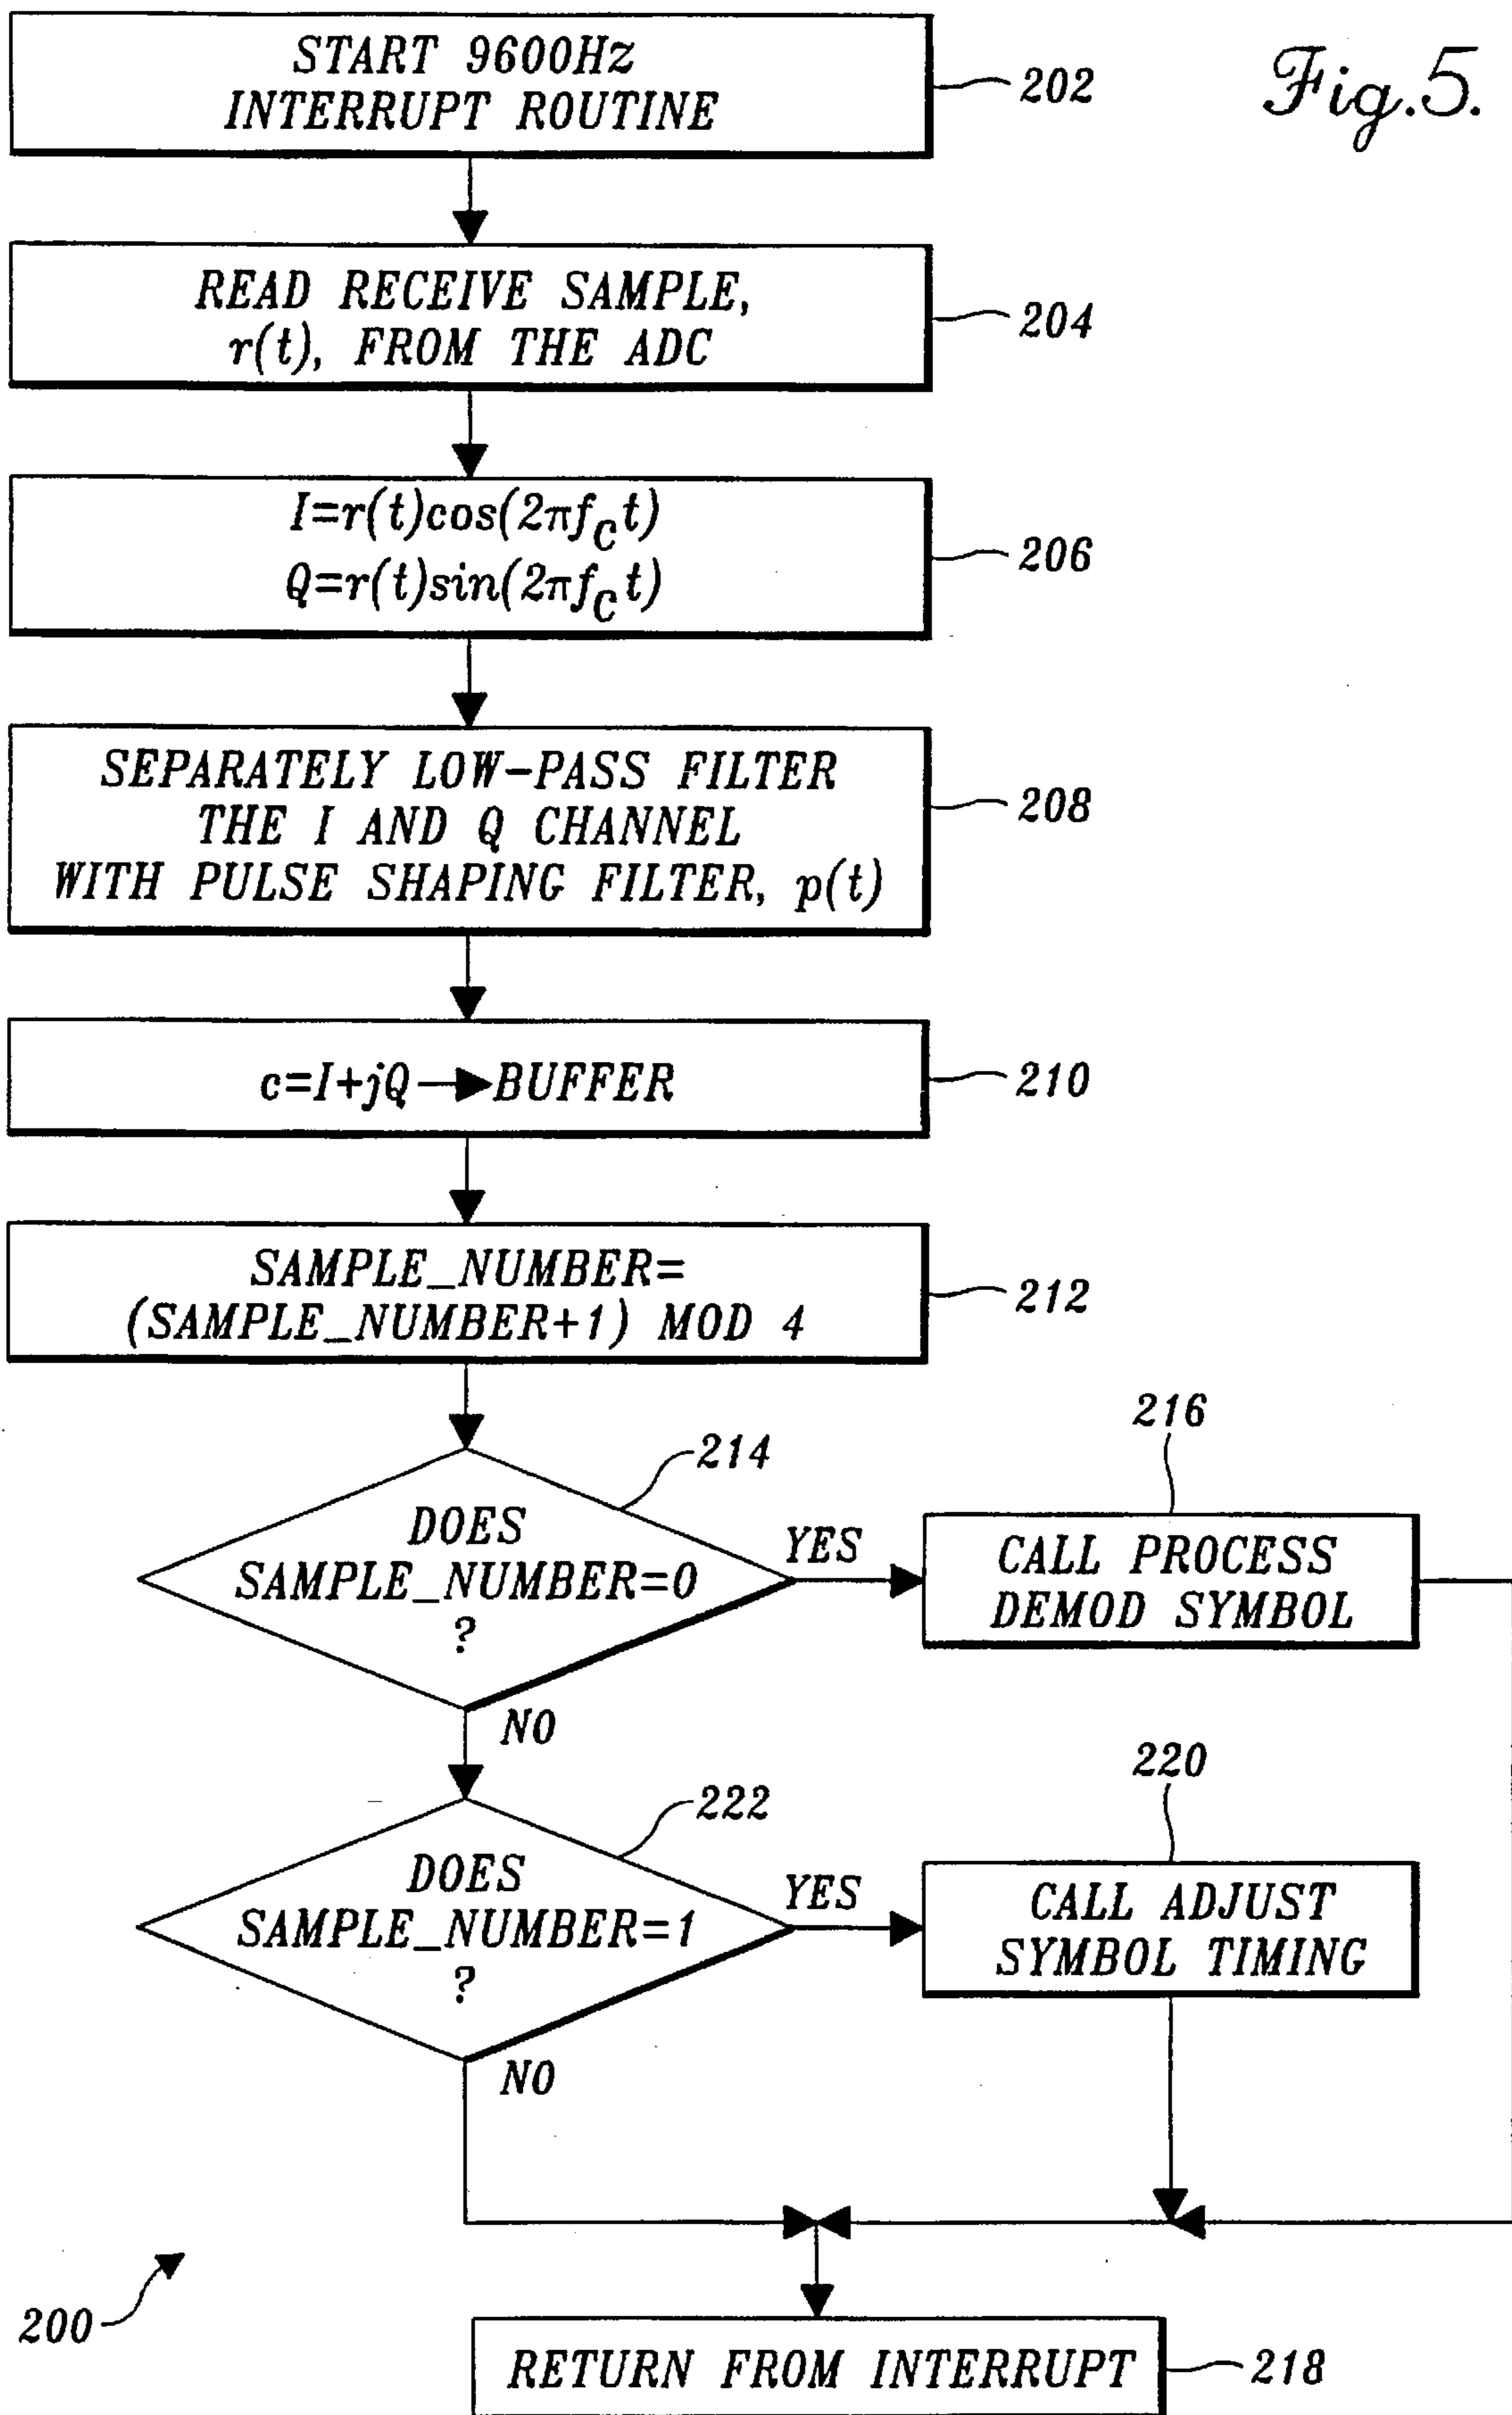 Fig.5.
START 9600Hz
INTERRUPT ROUTINE
202
READ RECEIVE SAMPLE,
r(t), FROM THE ADC
204
I=r(t)cos(2πf_C t)
Q=r(t)sin(2πf_C t)
206
SEPARATELY LOW-PASS FILTER
THE I AND Q CHANNEL
WITH PULSE SHAPING FILTER, p(t)
208
c=I+jQ→BUFFER
210
SAMPLE_NUMBER=
(SAMPLE_NUMBER+1) MOD 4
212
214
DOES
SAMPLE_NUMBER=0
?
YES
NO
216
CALL PROCESS
DEMOD SYMBOL
222
DOES
SAMPLE_NUMBER=1
?
YES
NO
220
CALL ADJUST
SYMBOL TIMING
200
RETURN FROM INTERRUPT
218